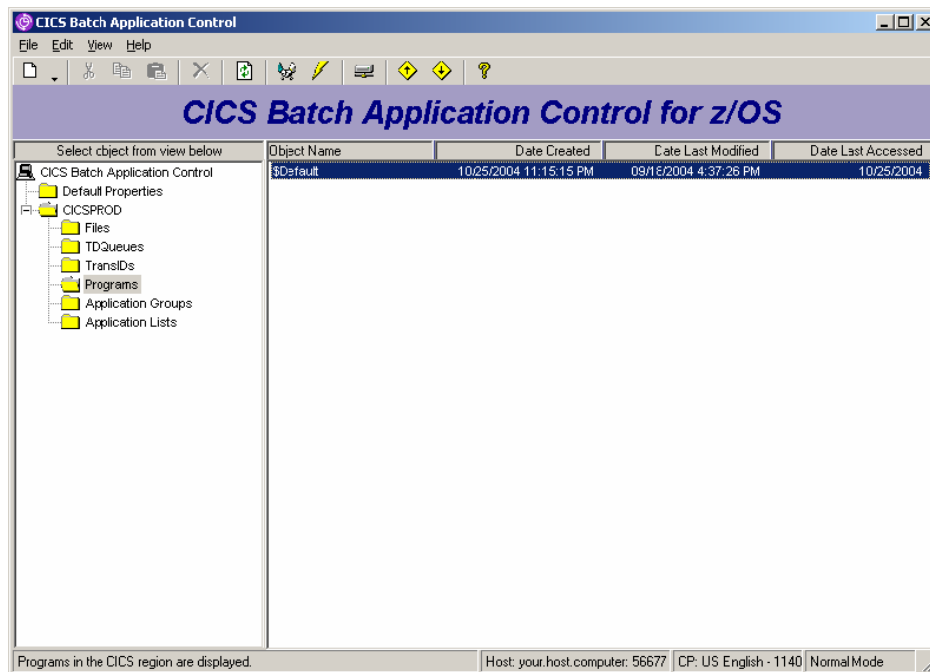 CICS Batch Application Control
File Edit View Help
CICS Batch Application Control for z/OS
Select object from view below
Object Name Date Created Date Last Modified Date Last Accessed
CICS Batch Application Control
$Default 10/25/2004 11:15:15 PM 09/18/2004 4:37:26 PM 10/25/2004
Default Properties
CICSPROD
Files
TDQueues
TransIDs
Programs
Application Groups
Application Lists
Programs in the CICS region are displayed.
Host: your.host.computer: 56677
CP: US English - 1140
Normal Mode